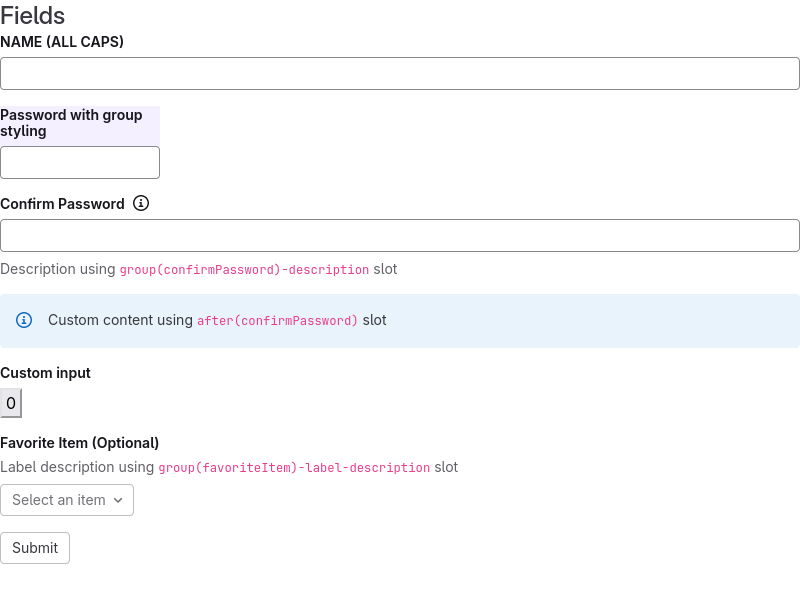 Fields
NAME (ALL CAPS)
Password with group
styling
Confirm Password
Description using group(confirmPassword)-description slot
Custom content using after(confirmPassword) slot
Custom input
0
Favorite Item (Optional)
Label description using group(favoriteItem)-label-description slot
Select an item
Submit